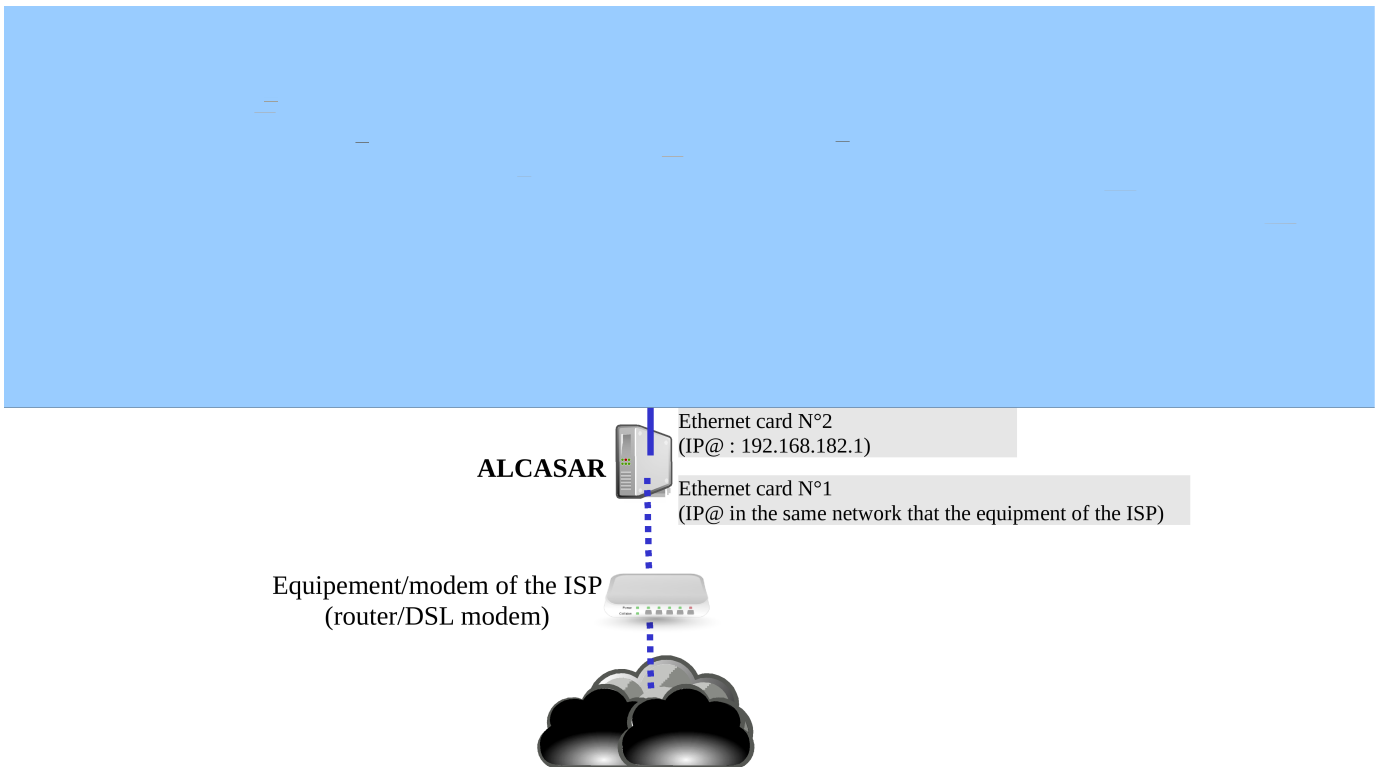 Ethernet card N°2
(IP@ : 192.168.182.1)
ALCASAR
Ethernet card N°1
(IP@ in the same network that the equipment of the ISP)
Equipement/modem of the ISP
(router/DSL modem)